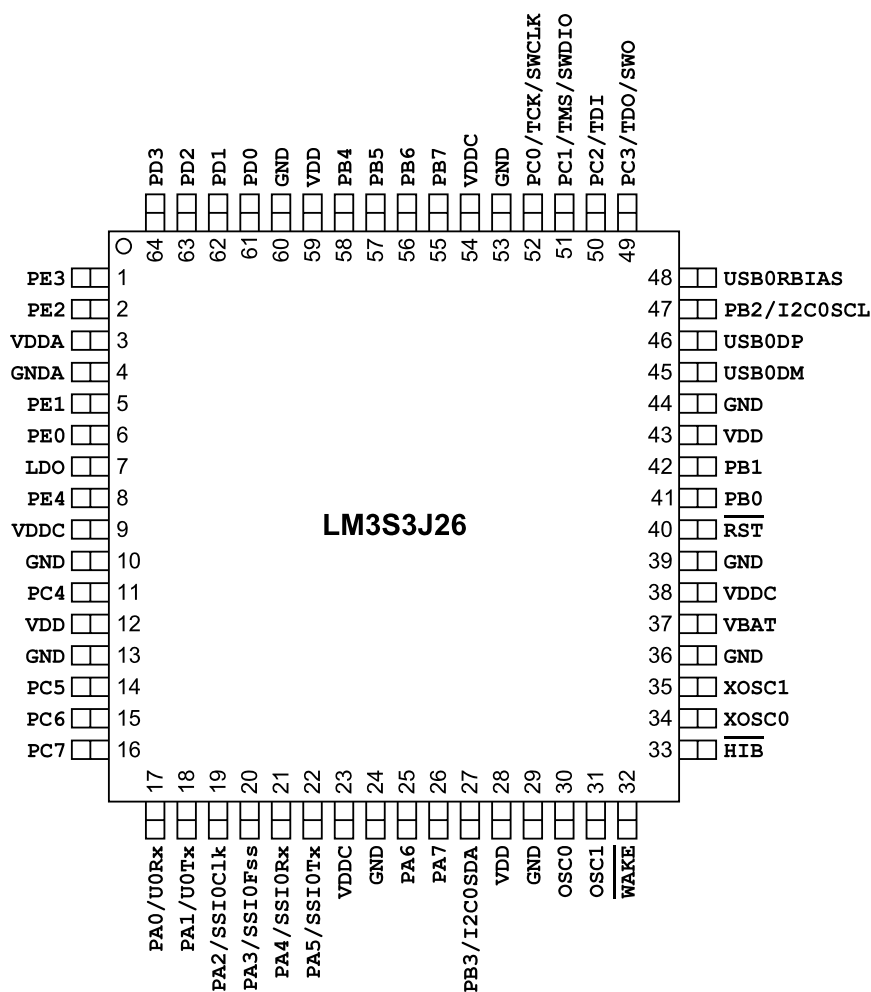 PD3
PD2
PD1
PD0
GND
VDD
PB4
PB5
PB6
PB7
VDDC
GND
PC0/TCK/SWCLK
PC1/TMS/SWDIO
PC2/TDI
PC3/TDO/SWO
64
63
62
61
60
59
58
57
56
55
54
53
52
51
50
49
PE3 1
PE2 2
VDDA 3
GNDA 4
PE1 5
PE0 6
LDO 7
PE4 8
VDDC 9
GND 10
PC4 11
VDD 12
GND 13
PC5 14
PC6 15
PC7 16
LM3S3J26
48 USB0RBIAS
47 PB2/I2C0SCL
46 USB0DP
45 USB0DM
44 GND
43 VDD
42 PB1
41 PB0
40 RST
39 GND
38 VDDC
37 VBAT
36 GND
35 XOSC1
34 XOSC0
33 HIB
17
18
19
20
21
22
23
24
25
26
27
28
29
30
31
32
PA0/U0Rx
PA1/U0Tx
PA2/SSI0Clk
PA3/SSI0Fss
PA4/SSI0Rx
PA5/SSI0Tx
VDDC
GND
PA6
PA7
PB3/I2C0SDA
VDD
GND
OSC0
OSC1
WAKE